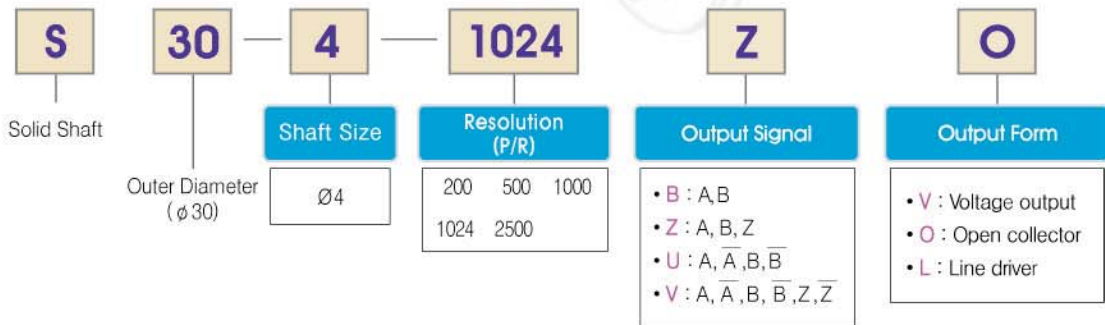 S 30 — 4 — 1024 Z O
Solid Shaft
Outer Diameter
(ϕ30)
Shaft Size
Ø4
Resolution
(P/R)
200 500 1000
1024 2500
Output Signal
• B : A,B
• Z : A, B, Z
• U : A, A̅, B, B̅
• V : A, A̅, B, B̅, Z, Z̅
Output Form
• V : Voltage output
• O : Open collector
• L : Line driver